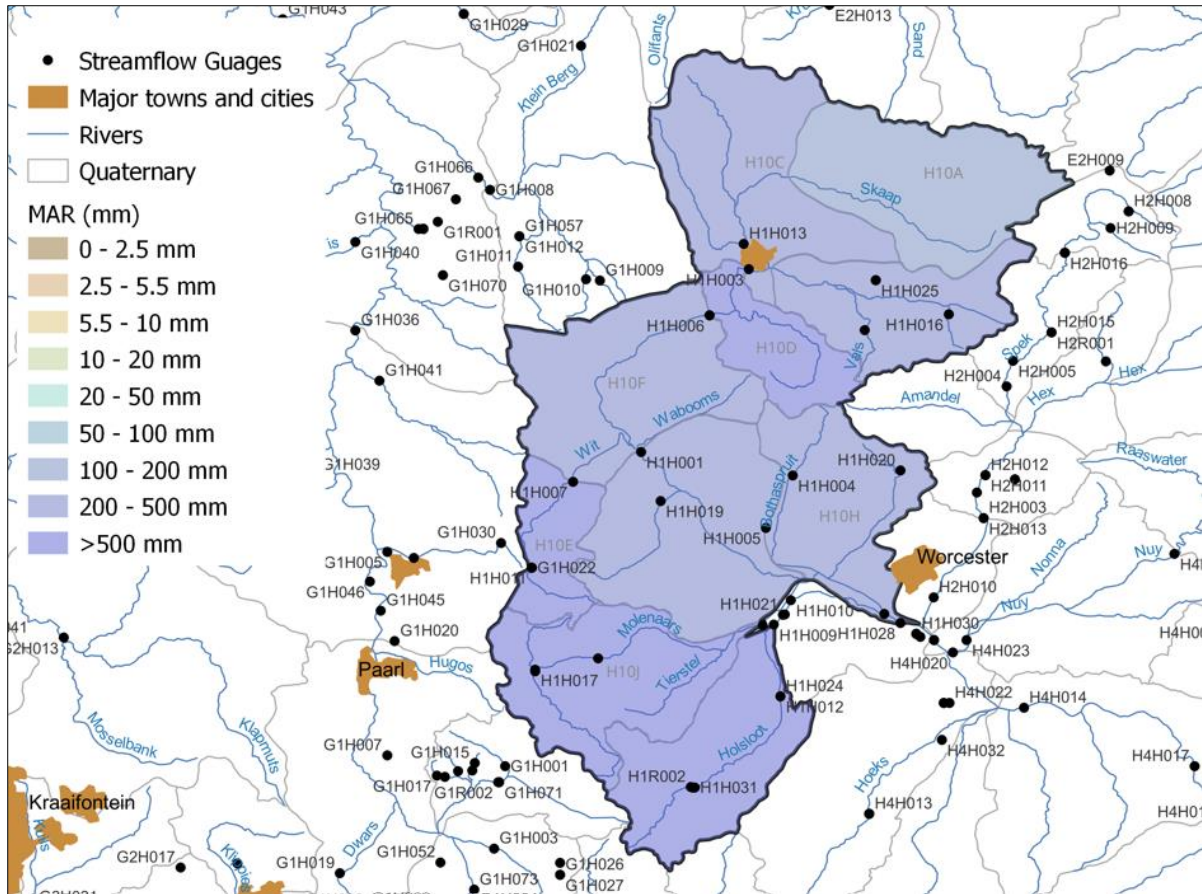 Streamflow Guages
Major towns and cities
Rivers
Quaternary
MAR (mm)
0 - 2.5 mm
2.5 - 5.5 mm
5.5 - 10 mm
10 - 20 mm
20 - 50 mm
50 - 100 mm
100 - 200 mm
200 - 500 mm
>500 mm
G1H043
G1H029
G1H021
Klein Berg
Olifants
E2H013
Sand
G1H066
G1H067
G1H008
G1H065
G1R001
G1H057
G1H012
G1H040
G1H011
G1H009
G1H070
G1H010
G1H036
G1H041
H10C
H10A
Skaap
E2H009
H2H008
H2H009
H2H016
H1H013
H1H003
H1H025
H1H006
H1H016
H2H015
H2R001
H10D
Vals
Spek
H2H005
H2H004
Hex
Hex
H10F
Wabooms
Amandel
Wit
H1H001
H1H020
G1H039
Raaswater
H2H012
H2H011
H1H007
H1H004
H1H019
Bothaspruit
H10H
H2H003
H2H013
H1H005
G1H030
H10E
G1H005
H1H011
G1H022
Worcester
Nonna
Nuy
G1H046
G1H045
H2H010
Nuy
H1H021
H1H010
G1H020
G2H013
Molenaars
H1H009
H1H028
H1H030
H4H023
H4H020
Paarl
Hugos
H10J
H1H017
Tierstel
H1H024
H1H012
H4H022
H4H014
Mosselbank
Klapmuts
Holsloot
G1H007
G1H015
G1H001
H4H032
H4H017
G1H017
G1R002
G1H071
H1R002
H1H031
Hoeks
Kraaifontein
H4H013
Kuils
Dwars
G1H003
G2H017
G1H019
G1H052
G1H026
G1H073
G1H027